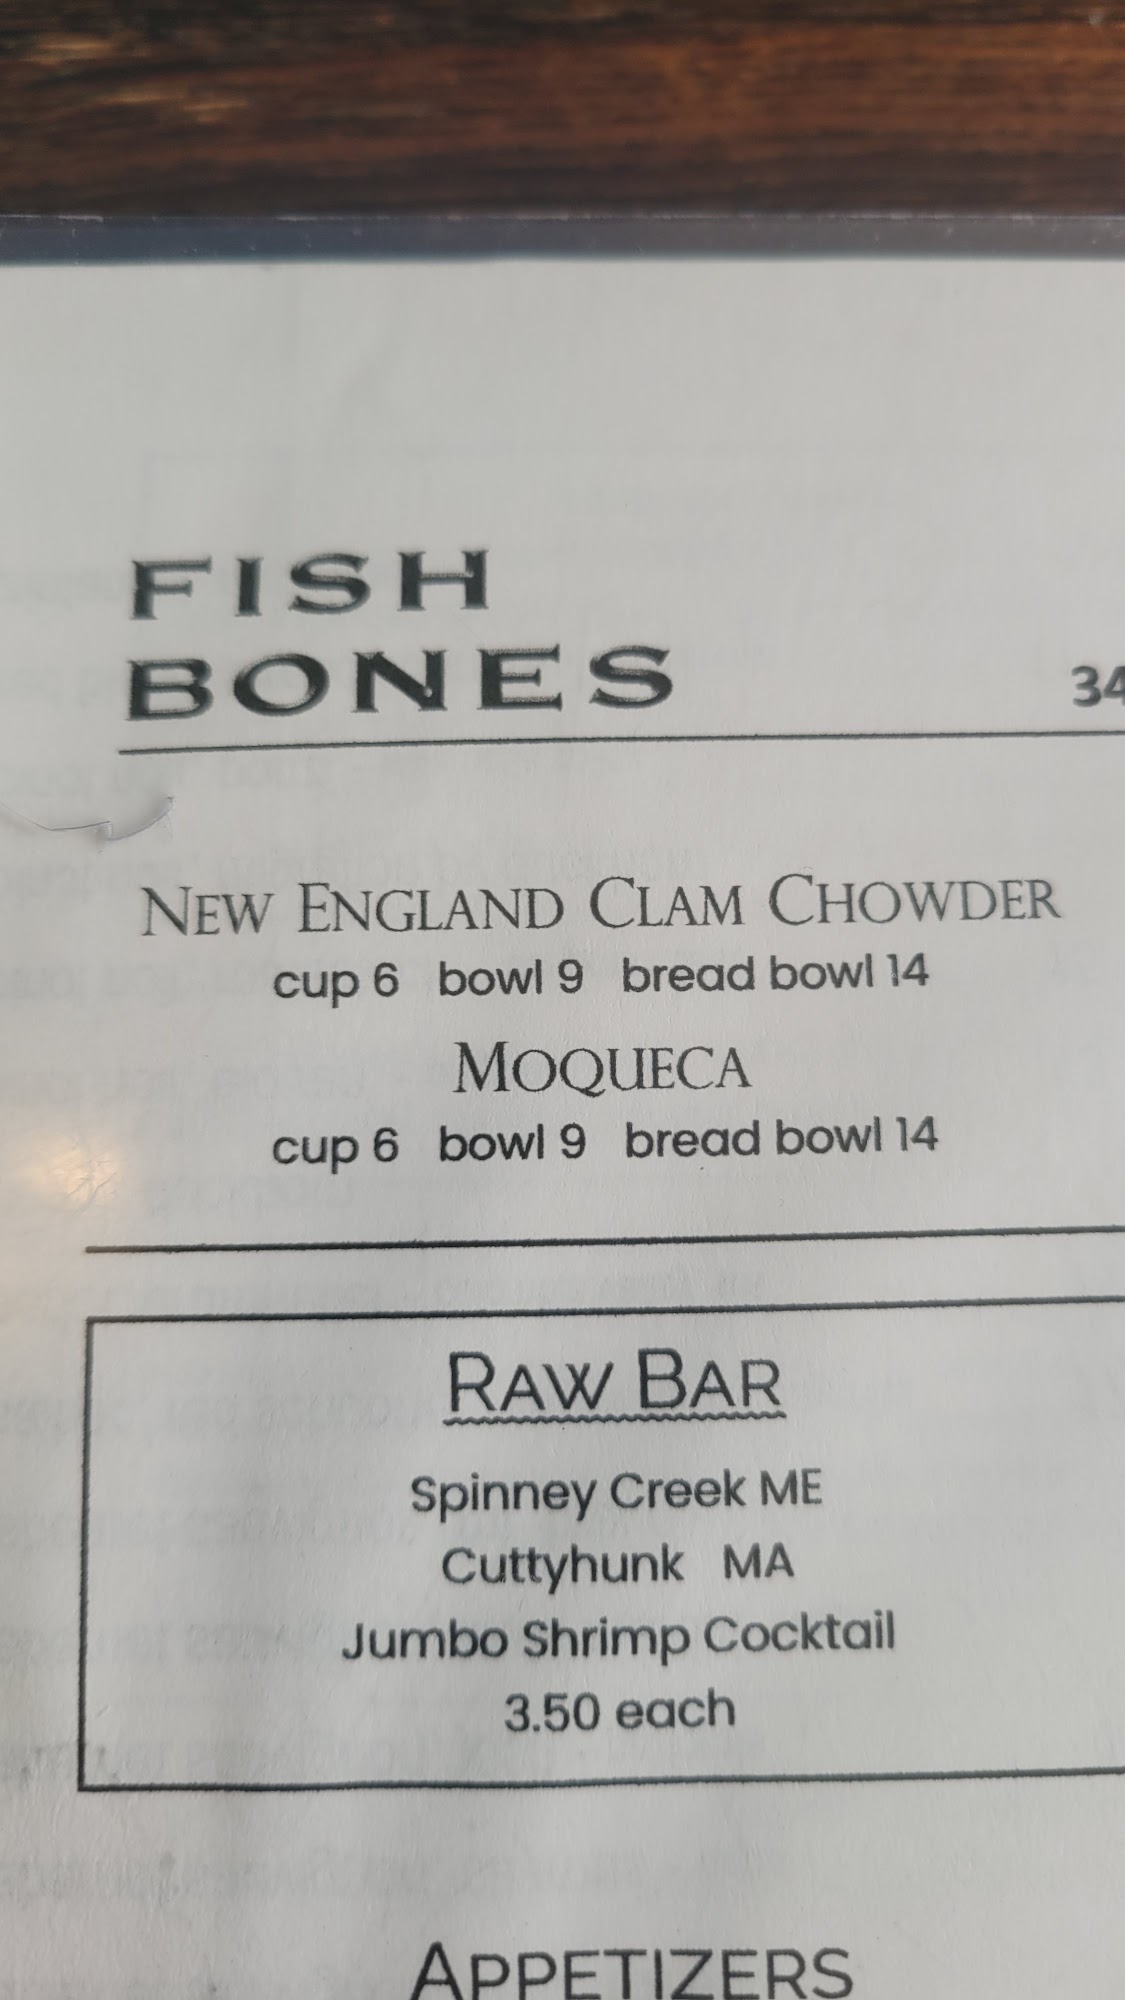 FISH
BONES
34
NEW ENGLAND CLAM CHOWDER
cup 6 bowl 9 bread bowl 14
MOQUECA
cup 6 bowl 9 bread bowl 14
RAW BAR
Spinney Creek ME
Cuttyhunk MA
Jumbo Shrimp Cocktail
3.50 each
APPETIZERS